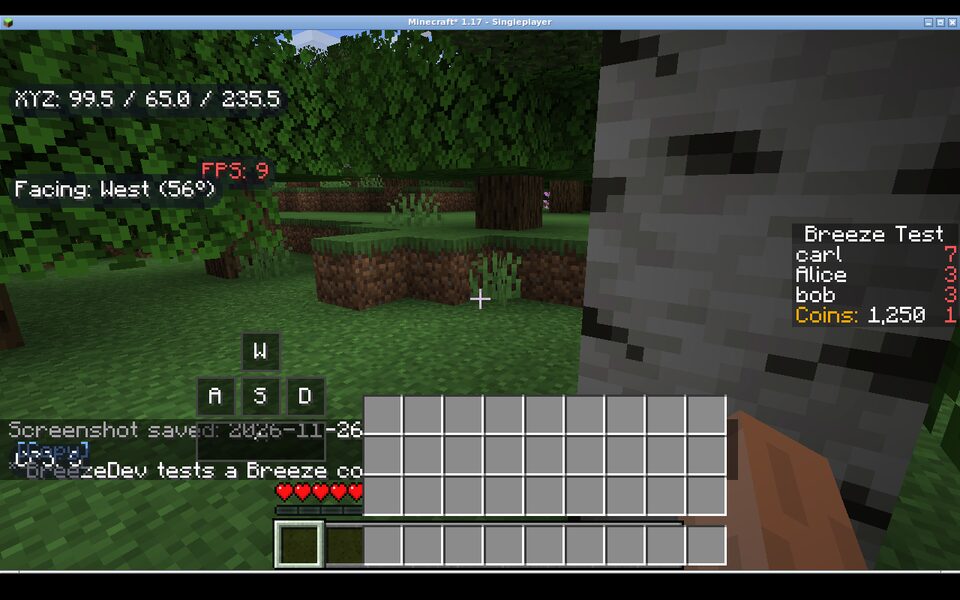 Minecraft* 1.17 - Singleplayer
XYZ: 99.5 / 65.0 / 235.5
FPS: 9
Facing: West (56°)
Breeze Test
carl 7
Alice 3
bob 3
Coins: 1,250 1
W
A S D
Screenshot saved: 2026-11-26
[Copy]
* BreezeDev tests a Breeze co